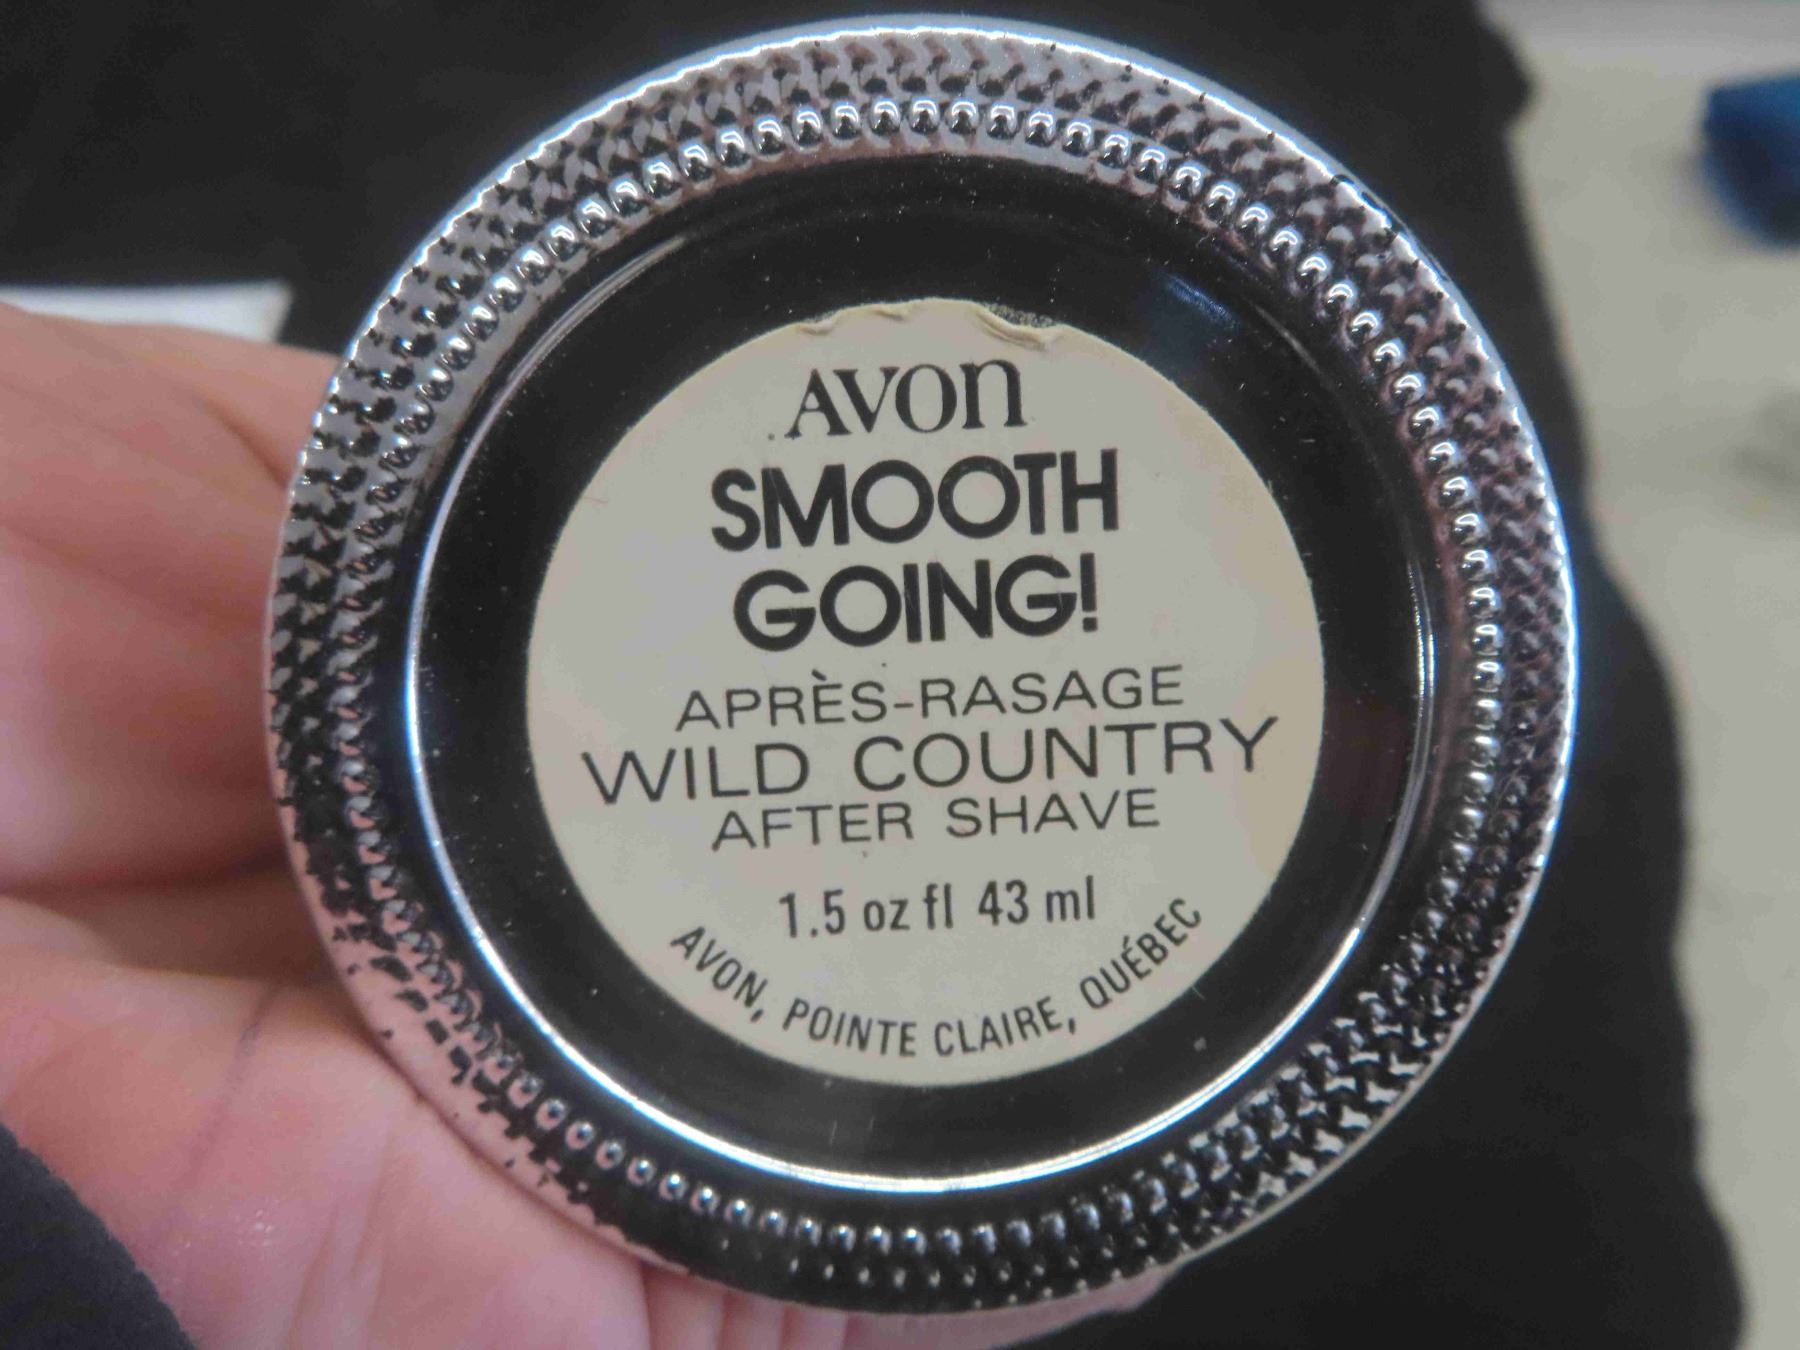 AVON
SMOOTH
GOING!
APRÈS-RASAGE
WILD COUNTRY
AFTER SHAVE
1.5 oz fl 43 ml
AVON, POINTE CLAIRE, QUÉBEC